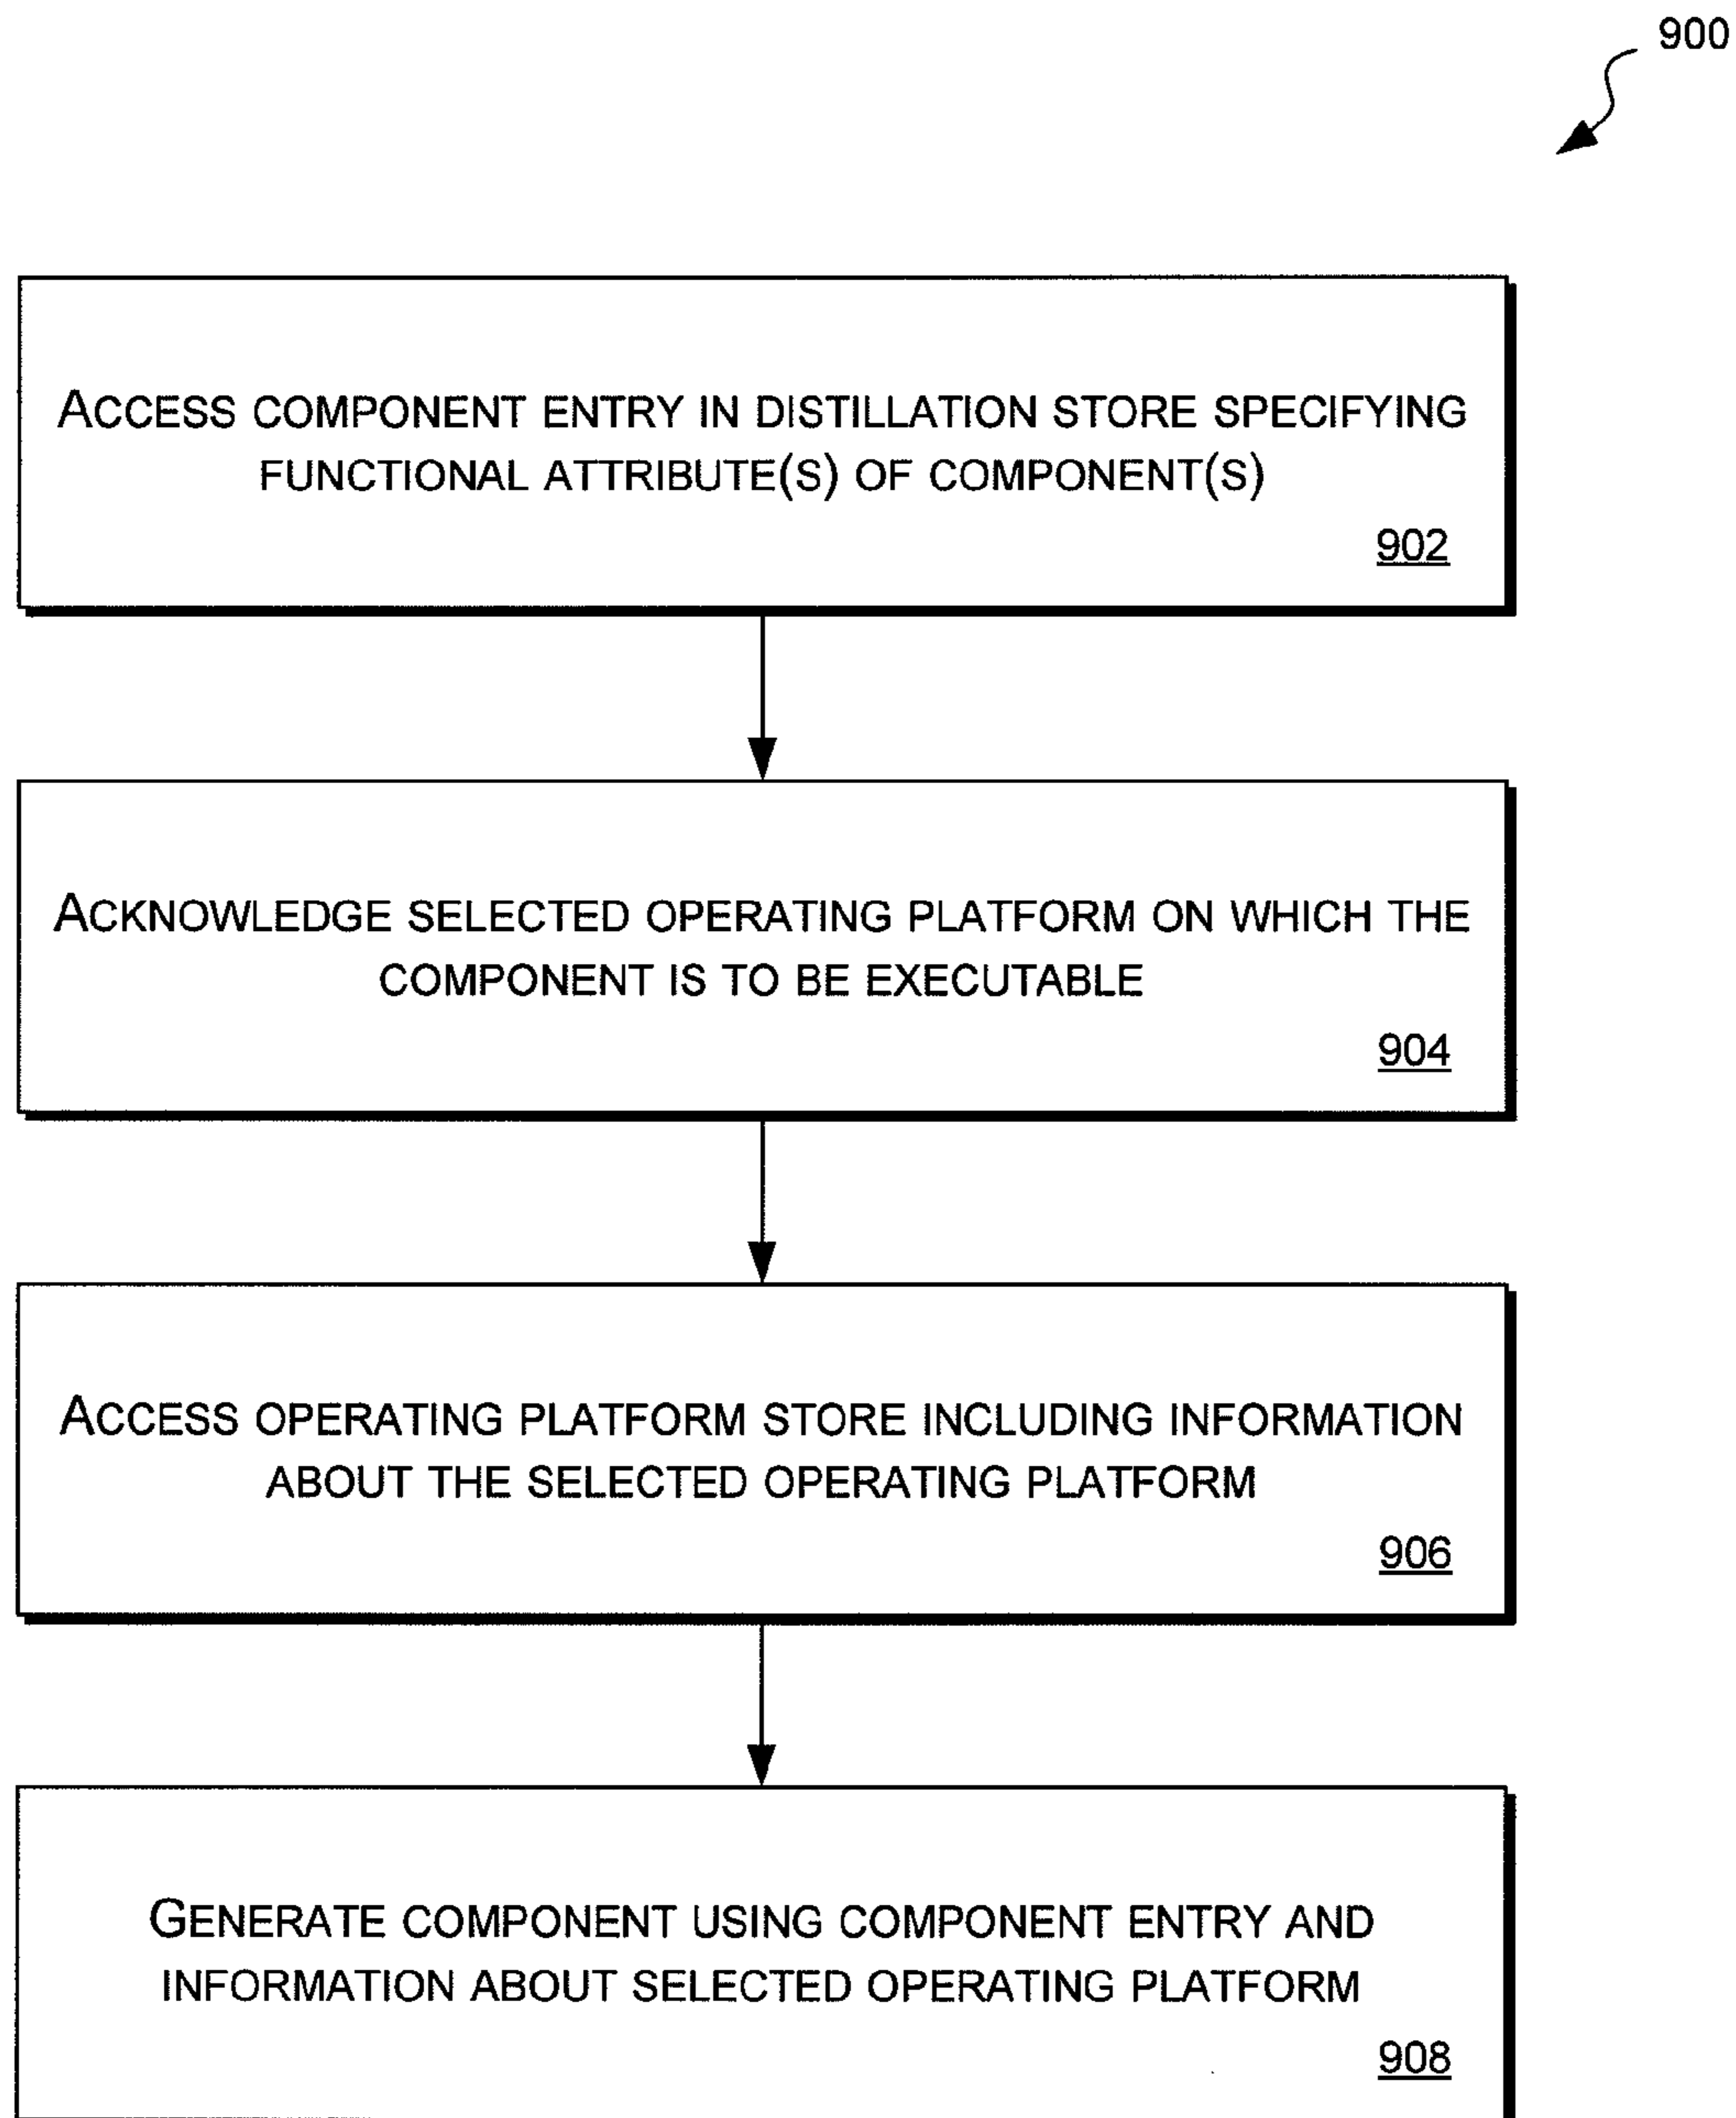 900
ACCESS COMPONENT ENTRY IN DISTILLATION STORE SPECIFYING
FUNCTIONAL ATTRIBUTE(S) OF COMPONENT(S)
902
ACKNOWLEDGE SELECTED OPERATING PLATFORM ON WHICH THE
COMPONENT IS TO BE EXECUTABLE
904
ACCESS OPERATING PLATFORM STORE INCLUDING INFORMATION
ABOUT THE SELECTED OPERATING PLATFORM
906
GENERATE COMPONENT USING COMPONENT ENTRY AND
INFORMATION ABOUT SELECTED OPERATING PLATFORM
908